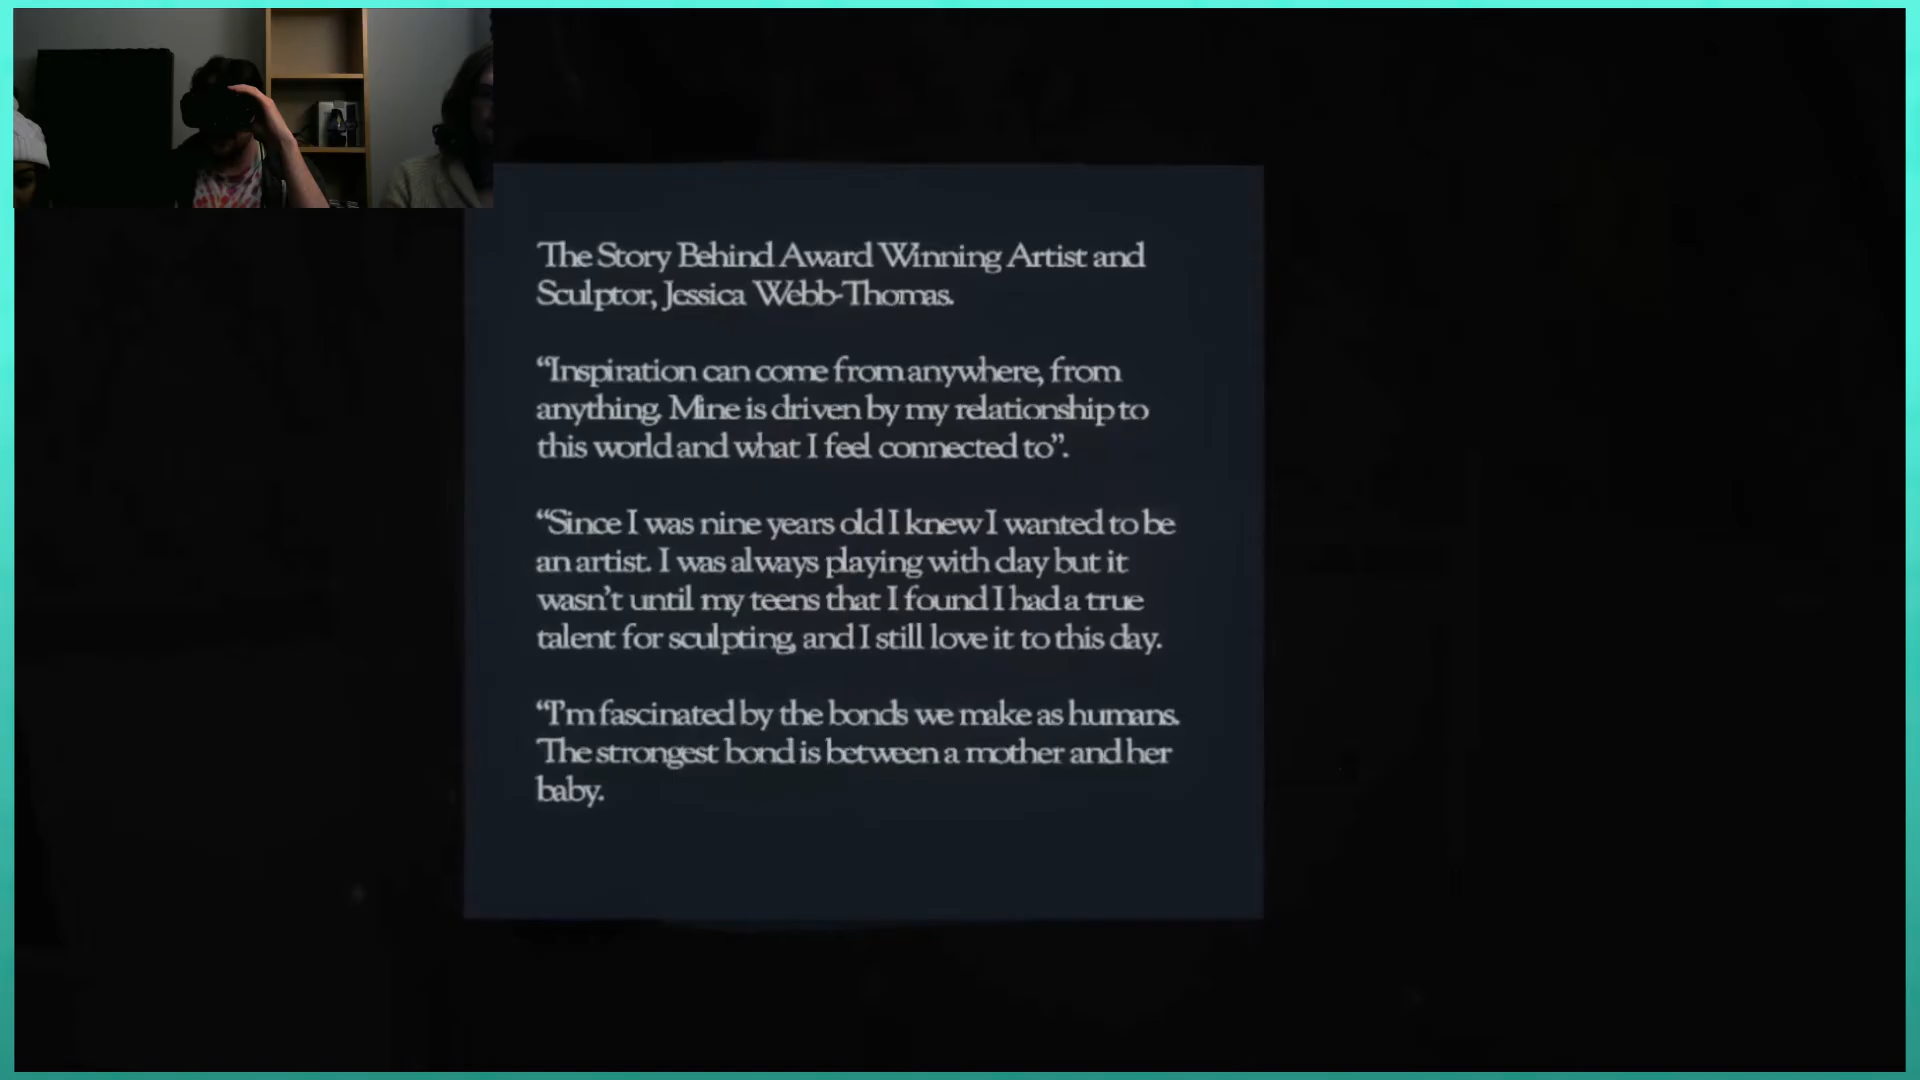 The Story Behind Award Winning Artist and
Sculptor, Jessica Webb-Thomas.
“Inspiration can come from anywhere, from
anything. Mine is driven by my relationship to
this world and what I feel connected to”.
“Since I was nine years old I knew I wanted to be
an artist. I was always playing with clay but it
wasn’t until my teens that I found I had a true
talent for sculpting, and I still love it to this day.
“I’m fascinated by the bonds we make as humans.
The strongest bond is between a mother and her
baby.